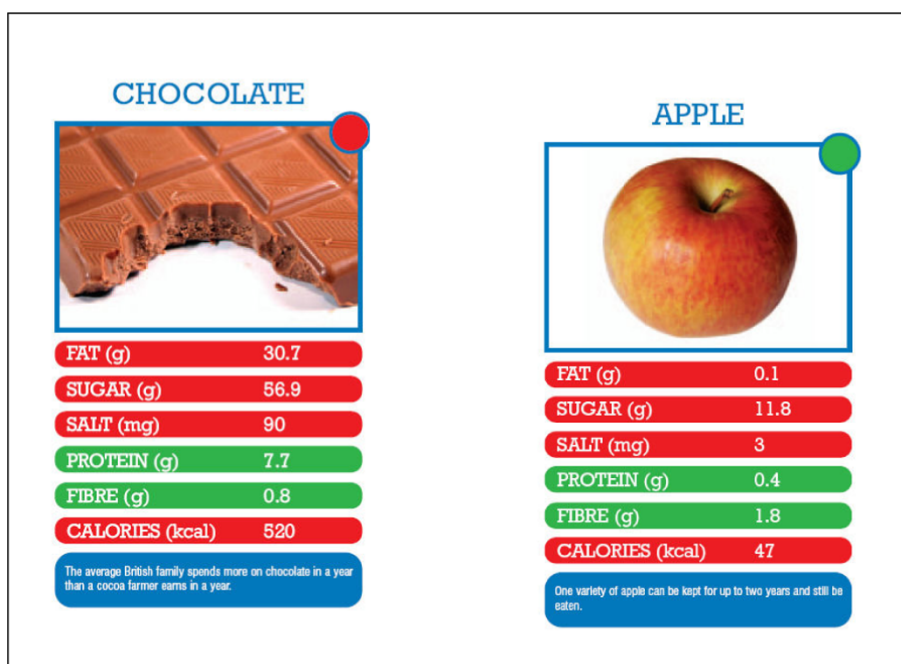 CHOCOLATE
FAT (g) 30.7
SUGAR (g) 56.9
SALT (mg) 90
PROTEIN (g) 7.7
FIBRE (g) 0.8
CALORIES (kcal) 520
The average British family spends more on chocolate in a year
than a cocoa farmer earns in a year.
APPLE
FAT (g) 0.1
SUGAR (g) 11.8
SALT (mg) 3
PROTEIN (g) 0.4
FIBRE (g) 1.8
CALORIES (kcal) 47
One variety of apple can be kept for up to two years and still be
eaten.